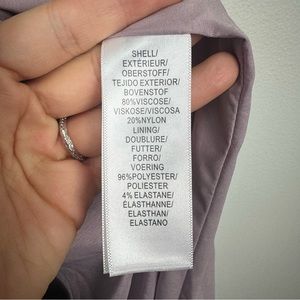 SHELL/
EXTÉRIEUR/
OBERSTOFF/
TEJIDO EXTERIOR/
BOVENSTOF
80%VISCOSE/
VISKOSE/VISCOSA
20%NYLON
LINING/
DOUBLURE/
FUTTER/
FORRO/
VOERING
96%POLYESTER/
POLIESTER
4% ELASTANE/
ÉLASTHANNE/
ELASTHAN/
ELASTANO